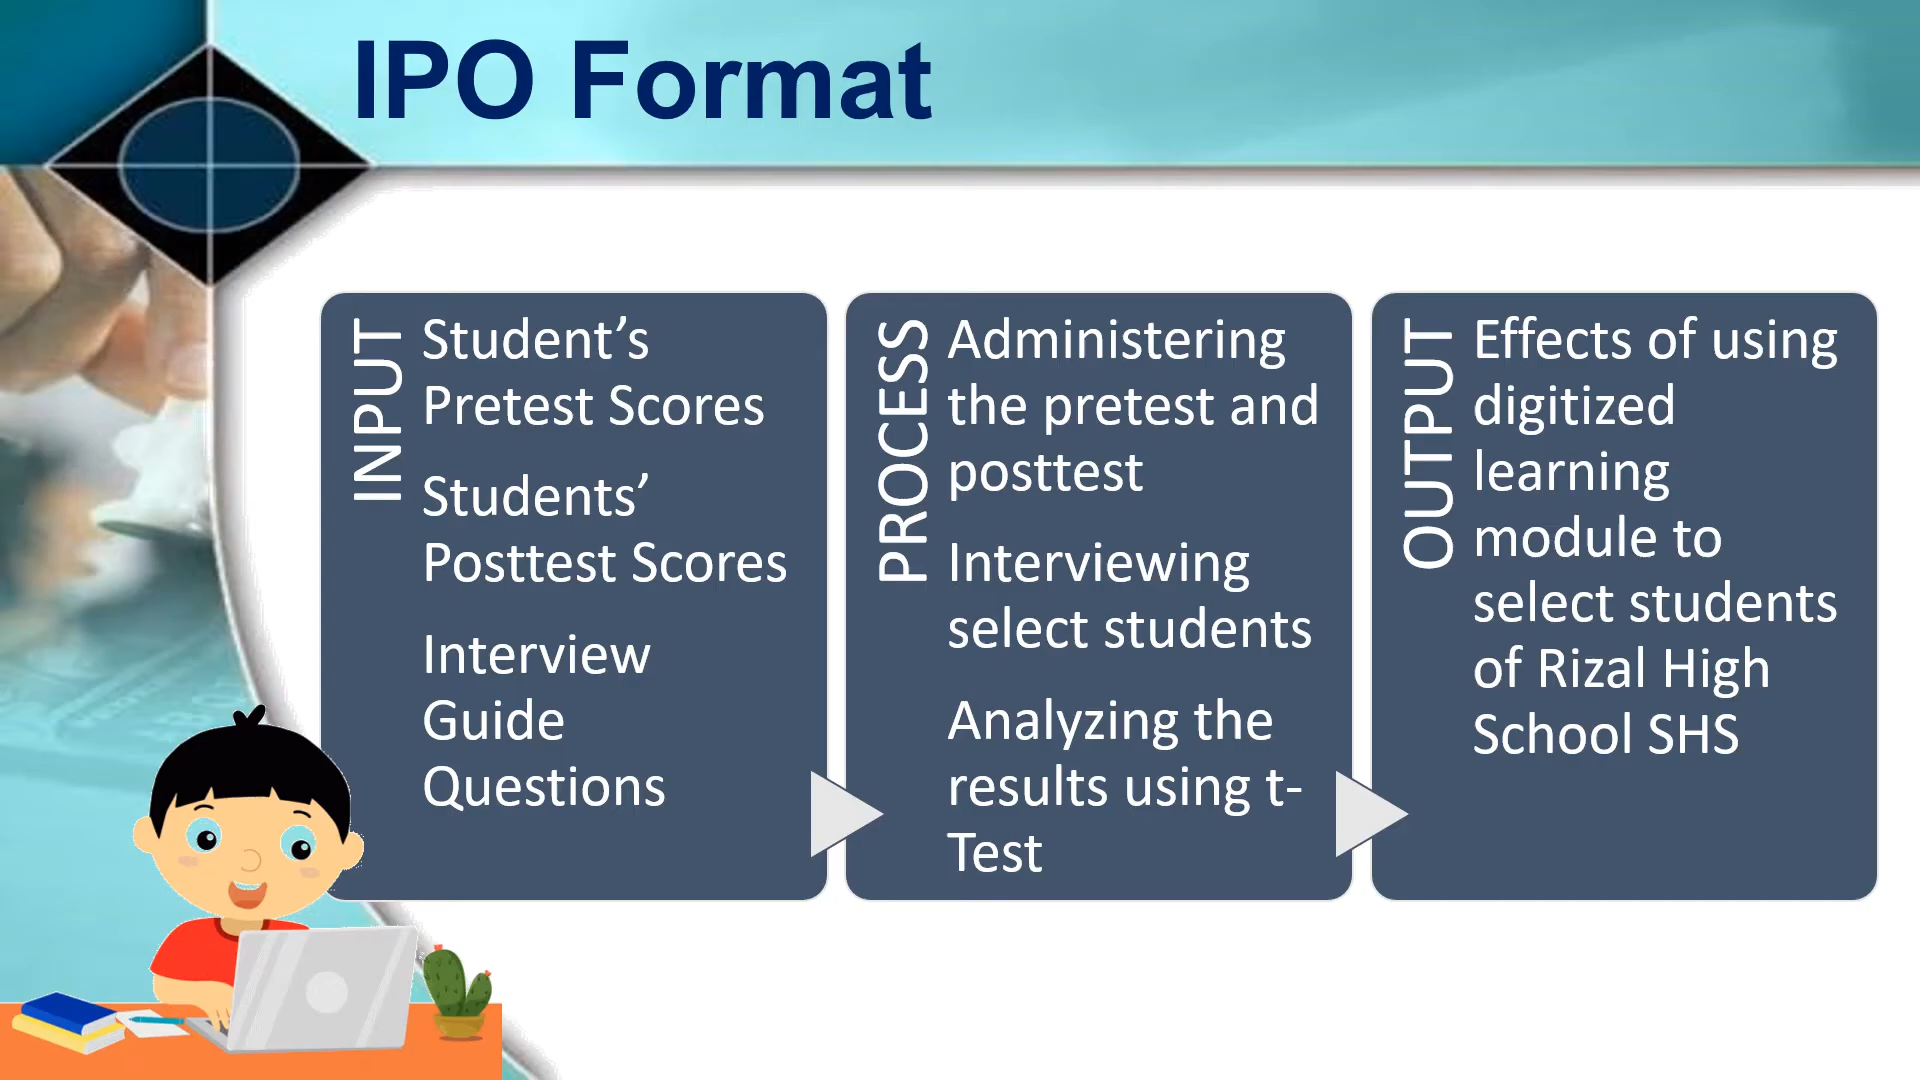 IPO Format
INPUT
Student’s
Pretest Scores
Students’
Posttest Scores
Interview
Guide
Questions
PROCESS
Administering
the pretest and
posttest
Interviewing
select students
Analyzing the
results using t-
Test
OUTPUT
Effects of using
digitized
learning
module to
select students
of Rizal High
School SHS